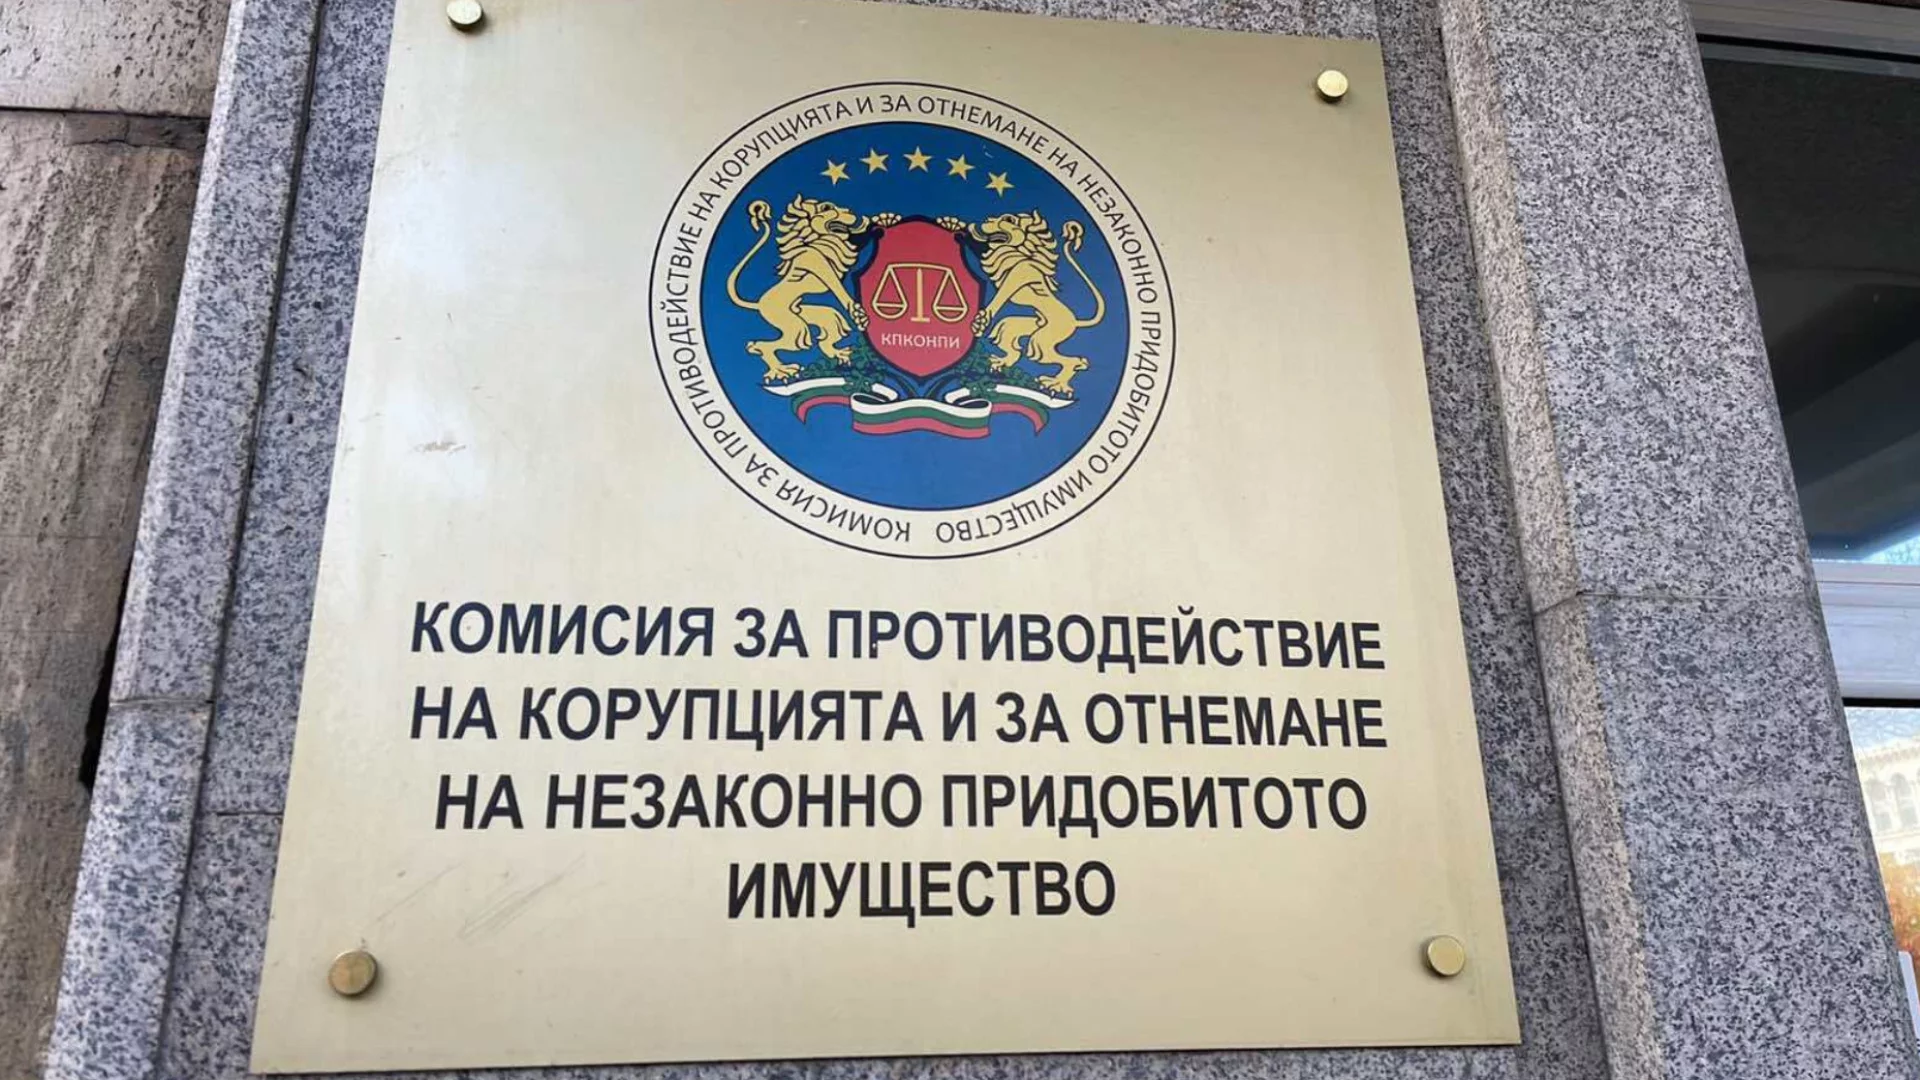 КОМИСИЯ ЗА ПРОТИВОДЕЙСТВИЕ НА КОРУПЦИЯТА И ЗА ОТНЕМАНЕ НА НЕЗАКОННО ПРИДОБИТОТО ИМУЩЕСТВО
КПКОНПИ
КОМИСИЯ ЗА ПРОТИВОДЕЙСТВИЕ
НА КОРУПЦИЯТА И ЗА ОТНЕМАНЕ
НА НЕЗАКОННО ПРИДОБИТОТО
ИМУЩЕСТВО